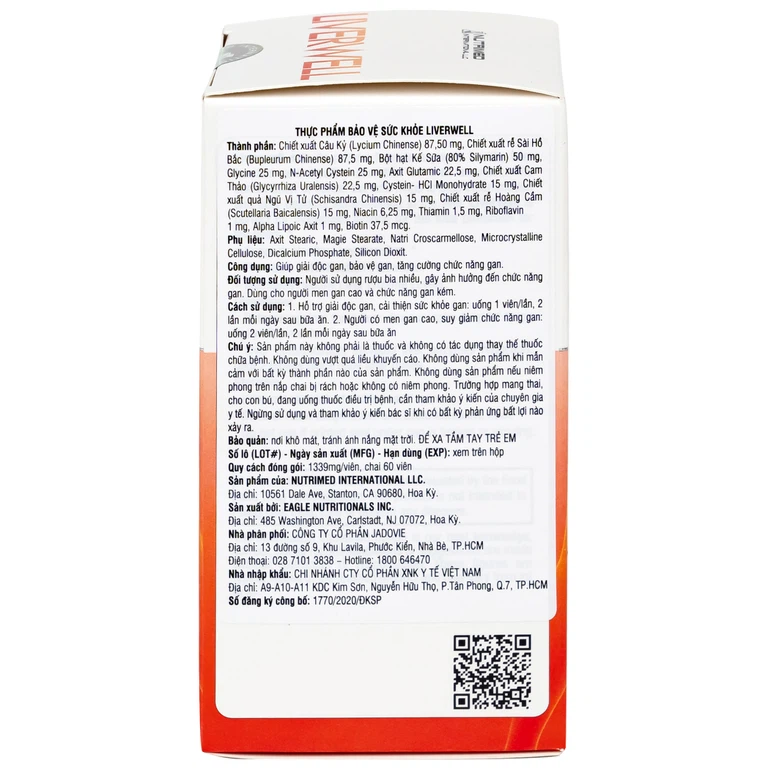 LIVERWELL
NUTRIMED
THỰC PHẨM BẢO VỆ SỨC KHỎE LIVERWELL
Thành phần: Chiết xuất Câu Kỷ (Lycium Chinense) 87,50 mg, Chiết xuất rễ Sài Hồ
Bắc (Bupleurum Chinense) 87,5 mg, Bột hạt Kế Sữa (80% Silymarin) 50 mg,
Glycine 25 mg, N-Acetyl Cystein 25 mg, Axit Glutamic 22,5 mg, Chiết xuất Cam
Thảo (Glycyrrhiza Uralensis) 22,5 mg, Cystein- HCl Monohydrate 15 mg, Chiết
xuất quả Ngũ Vị Tử (Schisandra Chinensis) 15 mg, Chiết xuất rễ Hoàng Cầm
(Scutellaria Baicalensis) 15 mg, Niacin 6,25 mg, Thiamin 1,5 mg, Riboflavin
1 mg, Alpha Lipoic Axit 1 mg, Biotin 37,5 mcg.
Phụ liệu: Axit Stearic, Magie Stearate, Natri Croscarmellose, Microcrystalline
Cellulose, Dicalcium Phosphate, Silicon Dioxit.
Công dụng: Giúp giải độc gan, bảo vệ gan, tăng cường chức năng gan.
Đối tượng sử dụng: Người sử dụng rượu bia nhiều, gây ảnh hưởng đến chức năng
gan. Dùng cho người men gan cao và chức năng gan kém.
Cách sử dụng: 1. Hỗ trợ giải độc gan, cải thiện sức khỏe gan: uống 1 viên/lần, 2
lần mỗi ngày sau bữa ăn. 2. Người có men gan cao, suy giảm chức năng gan:
uống 2 viên/lần, 2 lần mỗi ngày sau bữa ăn
Chú ý: Sản phẩm này không phải là thuốc và không có tác dụng thay thế thuốc
chữa bệnh. Không dùng vượt quá liều khuyến cáo. Không dùng sản phẩm khi mẫn
cảm với bất kỳ thành phần nào của sản phẩm. Không dùng sản phẩm nếu niêm
phong trên nắp chai bị rách hoặc không có niêm phong. Trường hợp mang thai,
cho con bú, đang uống thuốc điều trị bệnh, cần tham khảo ý kiến của chuyên gia
y tế. Ngừng sử dụng và tham khảo ý kiến bác sĩ khi có bất kỳ phản ứng bất lợi nào
xảy ra.
Bảo quản: nơi khô mát, tránh ánh nắng mặt trời. ĐỂ XA TẦM TAY TRẺ EM
Số lô (LOT#) - Ngày sản xuất (MFG) - Hạn dùng (EXP): xem trên hộp
Quy cách đóng gói: 1339mg/viên, chai 60 viên
Sản phẩm của: NUTRIMED INTERNATIONAL LLC.
Địa chỉ: 10561 Dale Ave, Stanton, CA 90680, Hoa Kỳ.
Sản xuất bởi: EAGLE NUTRITIONALS INC.
Địa chỉ: 485 Washington Ave, Carlstadt, NJ 07072, Hoa Kỳ.
Nhà phân phối: CÔNG TY CỔ PHẦN JADOVIE
Địa chỉ: 13 đường số 9, Khu Lavila, Phước Kiển, Nhà Bè, TP.HCM
Điện thoại: 028 7101 3838 – Hotline: 1800 646470
Nhà nhập khẩu: CHI NHÁNH CTY CỔ PHẦN XNK Y TẾ VIỆT NAM
Địa chỉ: A9-A10-A11 KDC Kim Sơn, Nguyễn Hữu Thọ, P.Tân Phong, Q.7, TP.HCM
Số đăng ký công bố: 1770/2020/ĐKSP